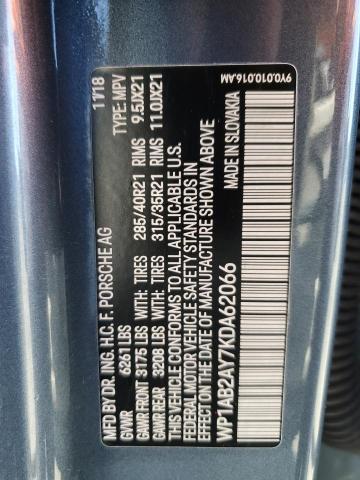 MFD BY DR. ING. H.C. F. PORSCHE AG 11/18
GVWR 6261 LBS TYPE: MPV
GAWR FRONT 3175 LBS WITH: TIRES 285/40R21 RIMS 9.5JX21
GAWR REAR 3208 LBS WITH: TIRES 315/35R21 RIMS 11.0JX21
THIS VEHICLE CONFORMS TO ALL APPLICABLE U.S.
FEDERAL MOTOR VEHICLE SAFETY STANDARDS IN
EFFECT ON THE DATE OF MANUFACTURE SHOWN ABOVE
WP1AB2AY7KDA62066 MADE IN SLOVAKIA
9Y0.010.016.AM